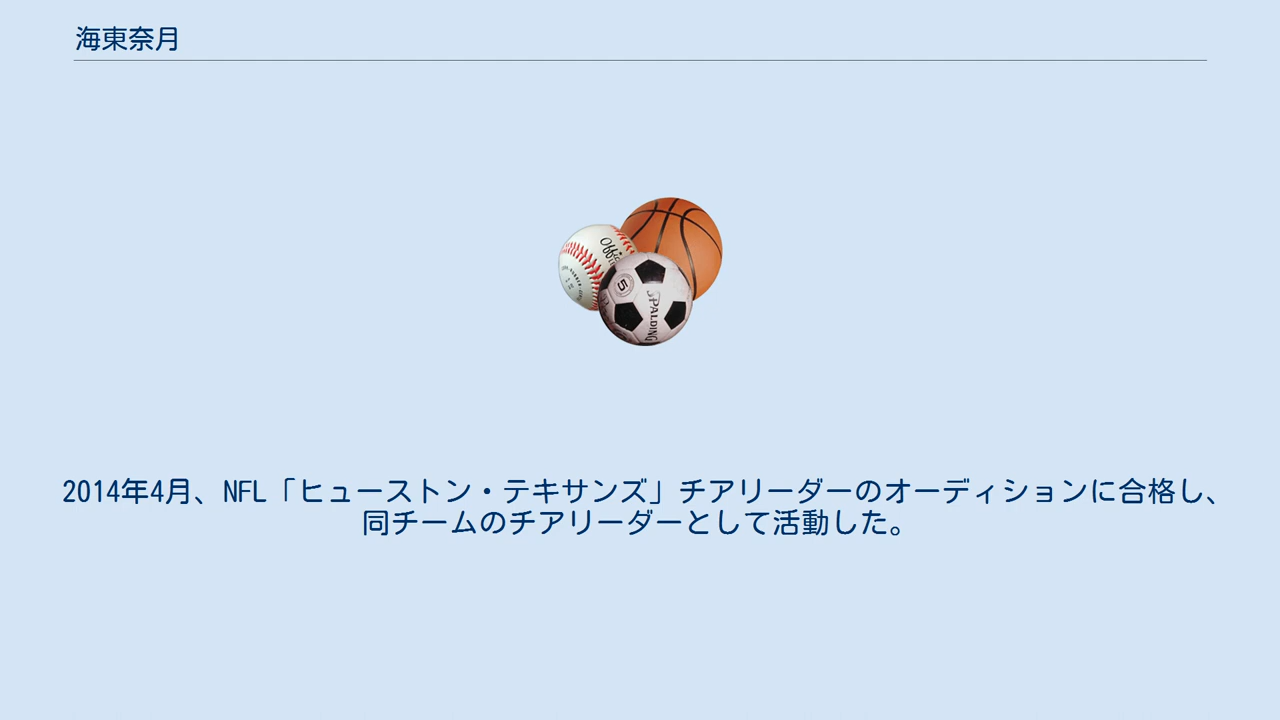 海東奈月
Offic
5
SPALDING
2014年4月、NFL「ヒューストン・テキサンズ」チアリーダーのオーディションに合格し、
同チームのチアリーダーとして活動した。